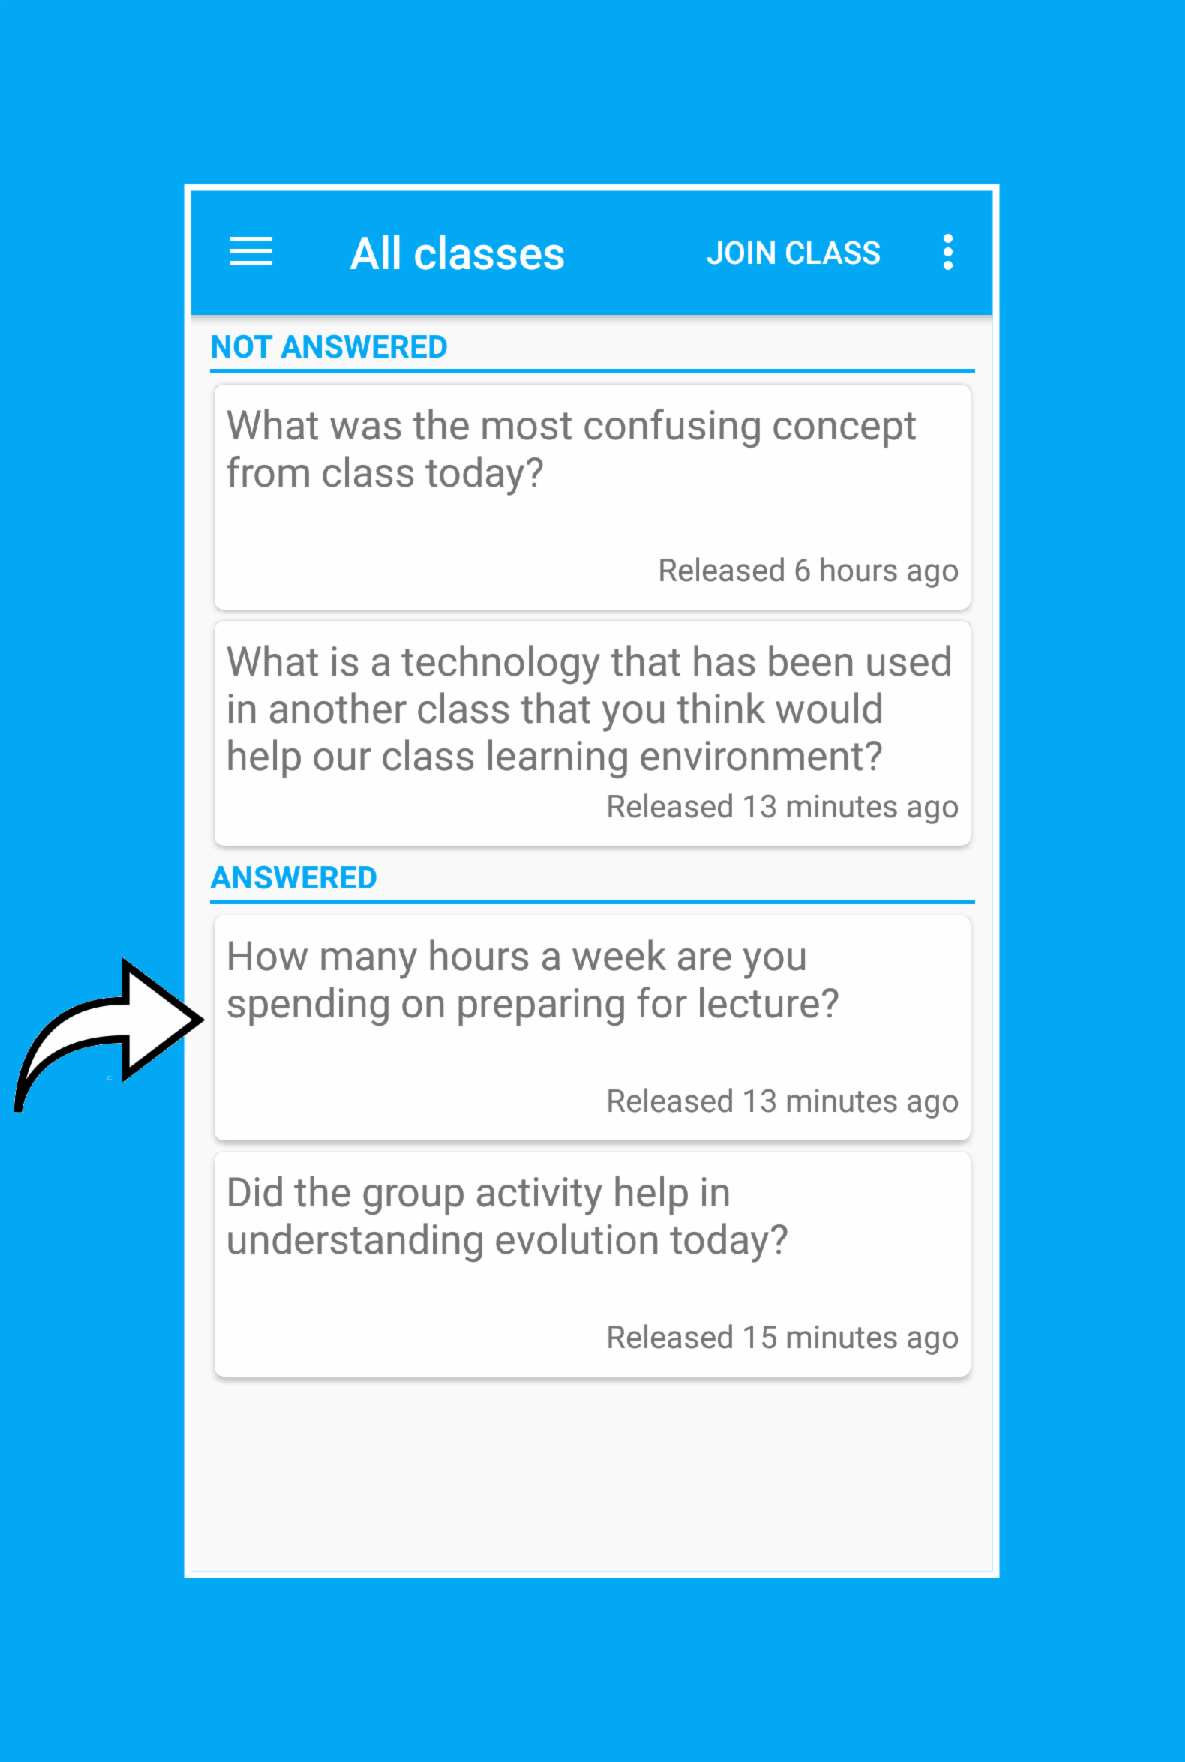 All classes JOIN CLASS
NOT ANSWERED
What was the most confusing concept
from class today?
Released 6 hours ago
What is a technology that has been used
in another class that you think would
help our class learning environment?
Released 13 minutes ago
ANSWERED
How many hours a week are you
spending on preparing for lecture?
Released 13 minutes ago
Did the group activity help in
understanding evolution today?
Released 15 minutes ago